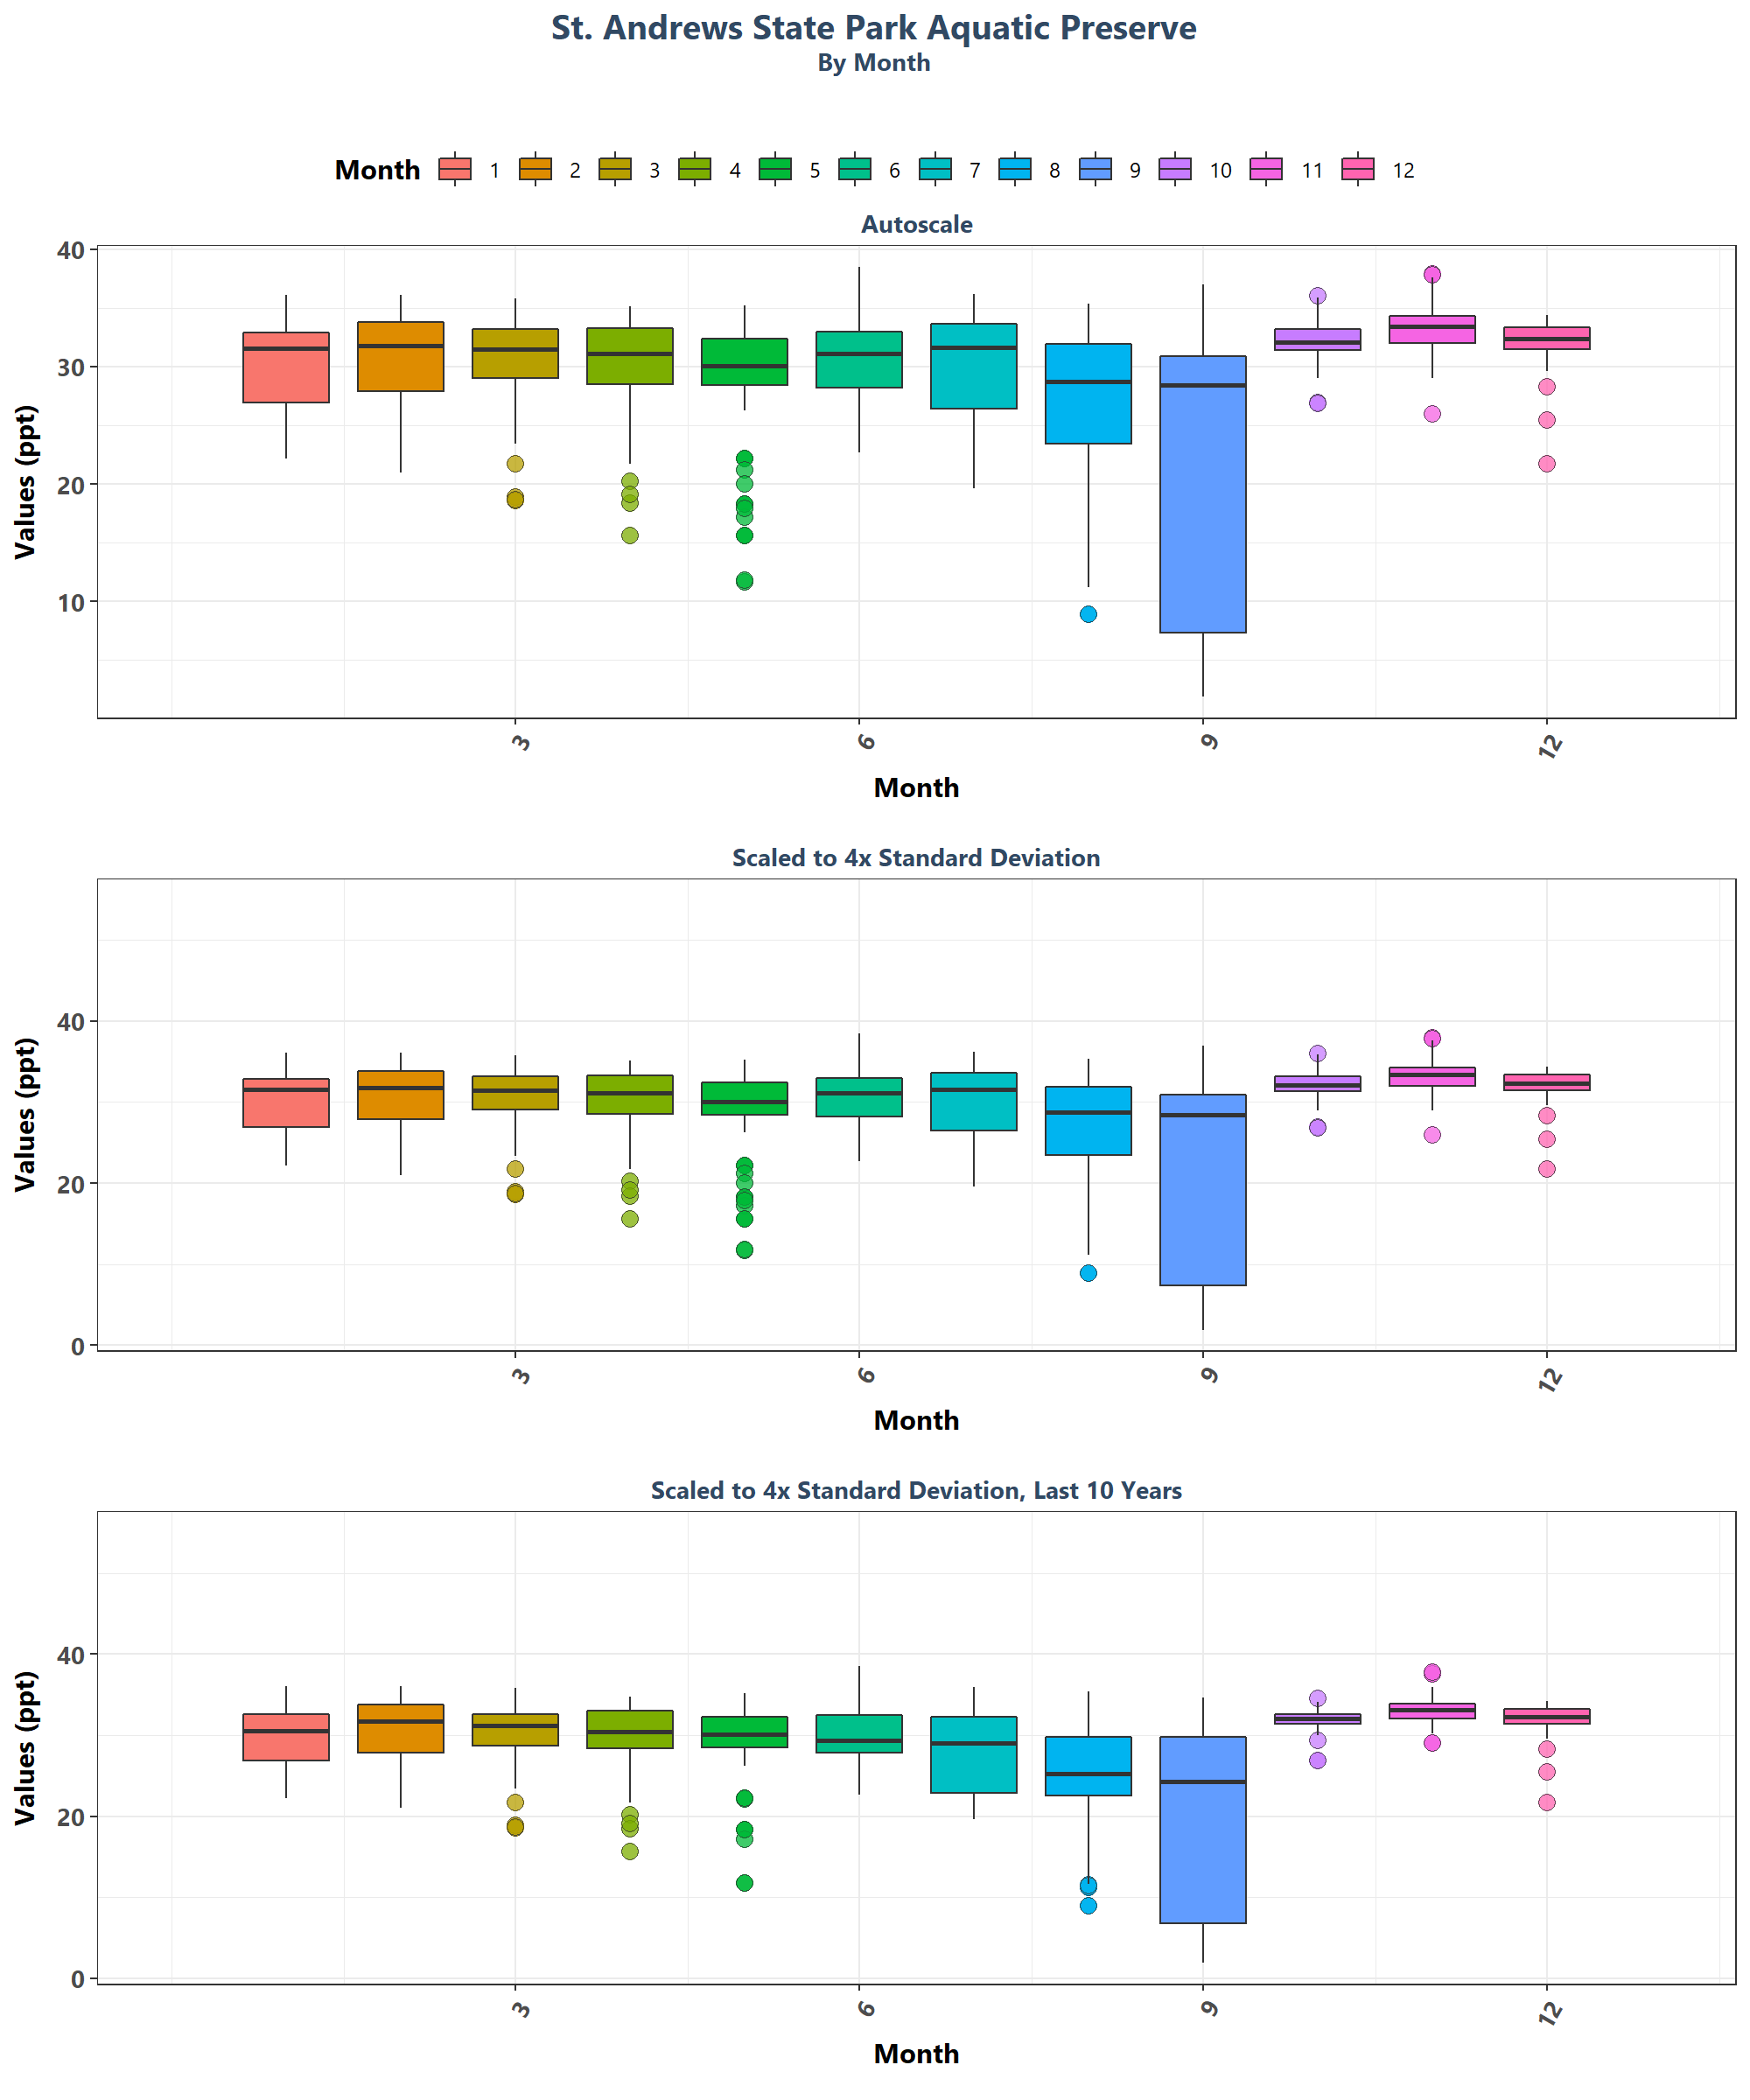 St. Andrews State Park Aquatic Preserve
By Month
Month 1 2 3 4 5 6 7 8 9 10 11 12
Autoscale
Values (ppt)
40
30
20
10
3 6 9 12
Month
Scaled to 4x Standard Deviation
Values (ppt)
40
20
0
3 6 9 12
Month
Scaled to 4x Standard Deviation, Last 10 Years
Values (ppt)
40
20
0
3 6 9 12
Month